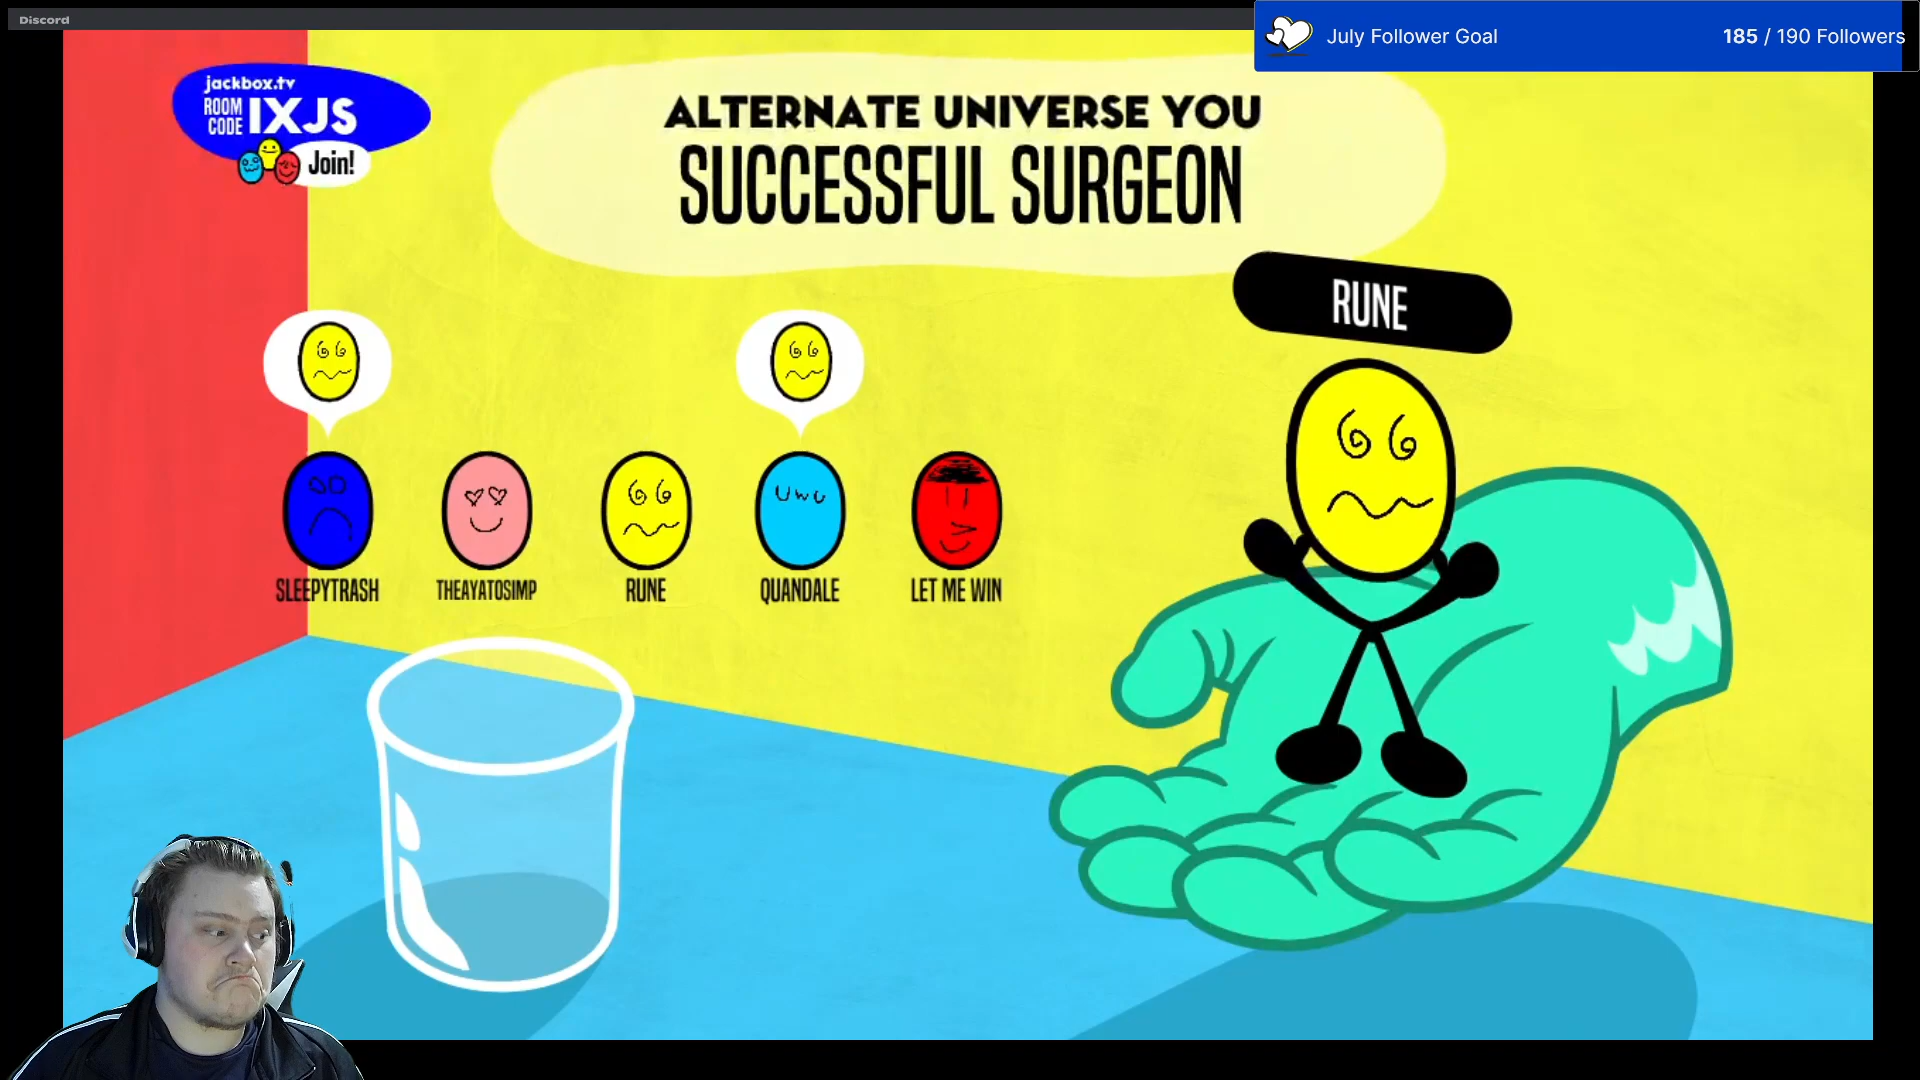 Discord
July Follower Goal
185 / 190 Followers
jackbox.tv
ROOM CODE IXJS
Join!
ALTERNATE UNIVERSE YOU
SUCCESSFUL SURGEON
RUNE
UwU
SLEEPYTRASH
THEAYATOSIMP
RUNE
QUANDALE
LET ME WIN